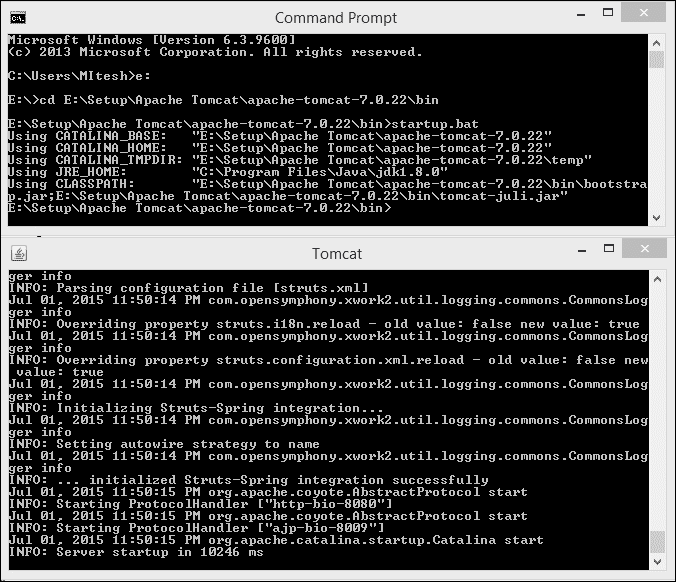 Command Prompt
Microsoft Windows [Version 6.3.9600]
(c) 2013 Microsoft Corporation. All rights reserved.
C:\Users\MItesh>e:
E:\>cd E:\Setup\Apache Tomcat\apache-tomcat-7.0.22\bin
E:\Setup\Apache Tomcat\apache-tomcat-7.0.22\bin>startup.bat
Using CATALINA_BASE:   "E:\Setup\Apache Tomcat\apache-tomcat-7.0.22"
Using CATALINA_HOME:   "E:\Setup\Apache Tomcat\apache-tomcat-7.0.22"
Using CATALINA_TMPDIR: "E:\Setup\Apache Tomcat\apache-tomcat-7.0.22\temp"
Using JRE_HOME:        "C:\Program Files\Java\jdk1.8.0"
Using CLASSPATH:       "E:\Setup\Apache Tomcat\apache-tomcat-7.0.22\bin\bootstra
p.jar;E:\Setup\Apache Tomcat\apache-tomcat-7.0.22\bin\tomcat-juli.jar"
E:\Setup\Apache Tomcat\apache-tomcat-7.0.22\bin>
Tomcat
ger info
INFO: Parsing configuration file [struts.xml]
Jul 01, 2015 11:50:14 PM com.opensymphony.xwork2.util.logging.commons.CommonsLog
ger info
INFO: Overriding property struts.i18n.reload - old value: false new value: true
Jul 01, 2015 11:50:14 PM com.opensymphony.xwork2.util.logging.commons.CommonsLog
ger info
INFO: Overriding property struts.configuration.xml.reload - old value: false new
 value: true
Jul 01, 2015 11:50:14 PM com.opensymphony.xwork2.util.logging.commons.CommonsLog
ger info
INFO: Initializing Struts-Spring integration...
Jul 01, 2015 11:50:14 PM com.opensymphony.xwork2.util.logging.commons.CommonsLog
ger info
INFO: Setting autowire strategy to name
Jul 01, 2015 11:50:14 PM com.opensymphony.xwork2.util.logging.commons.CommonsLog
ger info
INFO: ... initialized Struts-Spring integration successfully
Jul 01, 2015 11:50:15 PM org.apache.coyote.AbstractProtocol start
INFO: Starting ProtocolHandler ["http-bio-8080"]
Jul 01, 2015 11:50:15 PM org.apache.coyote.AbstractProtocol start
INFO: Starting ProtocolHandler ["ajp-bio-8009"]
Jul 01, 2015 11:50:15 PM org.apache.catalina.startup.Catalina start
INFO: Server startup in 10246 ms